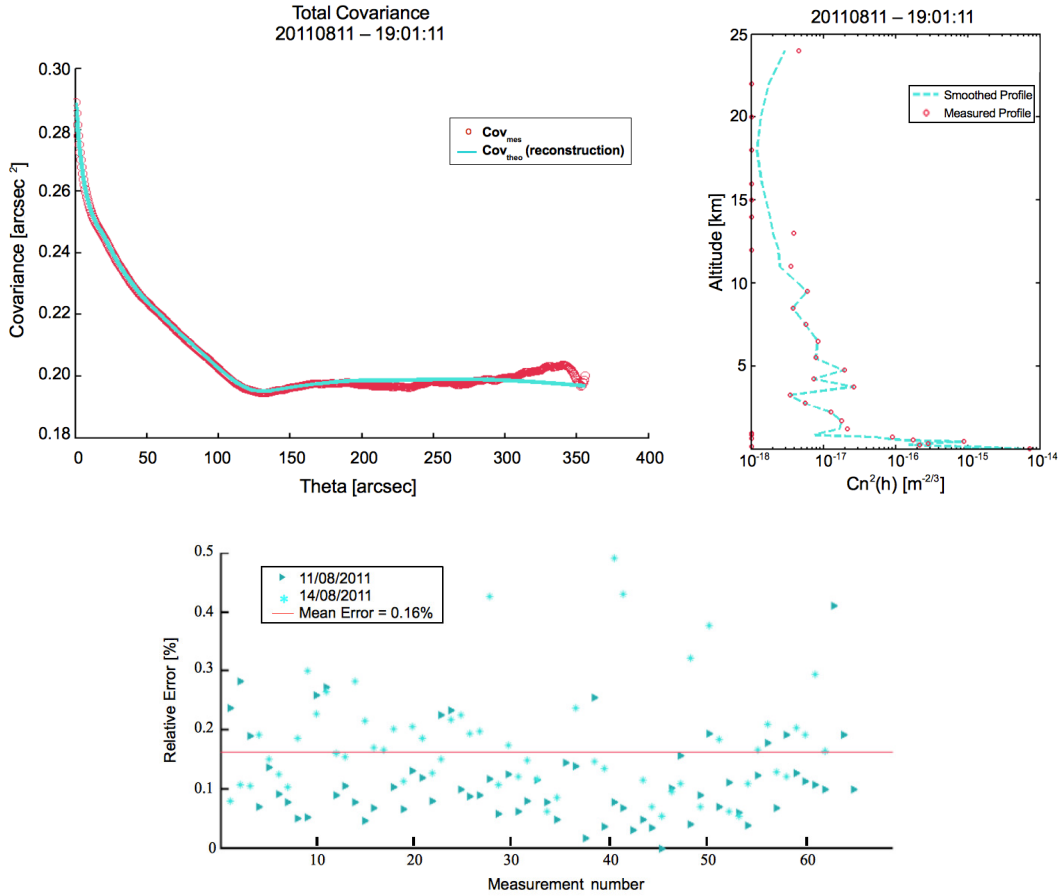 Total Covariance
20110811 – 19:01:11
0.30
0.28
0.26
0.24
0.22
0.20
0.18
Covariance [arcsec ²]
Cov_mes
Cov_theo (reconstruction)
0 50 100 150 200 250 300 350 400
Theta [arcsec]
20110811 – 19:01:11
25
20
15
10
5
Altitude [km]
Smoothed Profile
Measured Profile
10^-18 10^-17 10^-16 10^-15 10^-14
Cn²(h) [m^-2/3]
0.5
0.4
0.3
0.2
0.1
0
Relative Error [%]
11/08/2011
14/08/2011
Mean Error = 0.16%
10 20 30 40 50 60
Measurement number